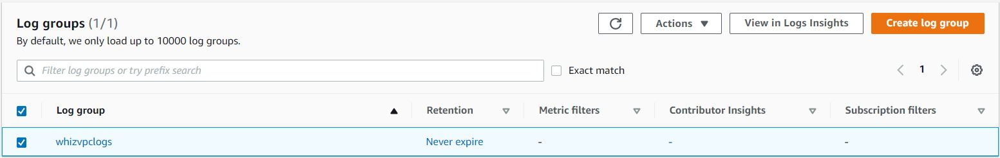 Log groups (1/1)
Actions
View in Logs Insights
Create log group
By default, we only load up to 10000 log groups.
Filter log groups or try prefix search
Exact match
1
Log group Retention Metric filters Contributor Insights Subscription filters
whizvpclogs Never expire - - -